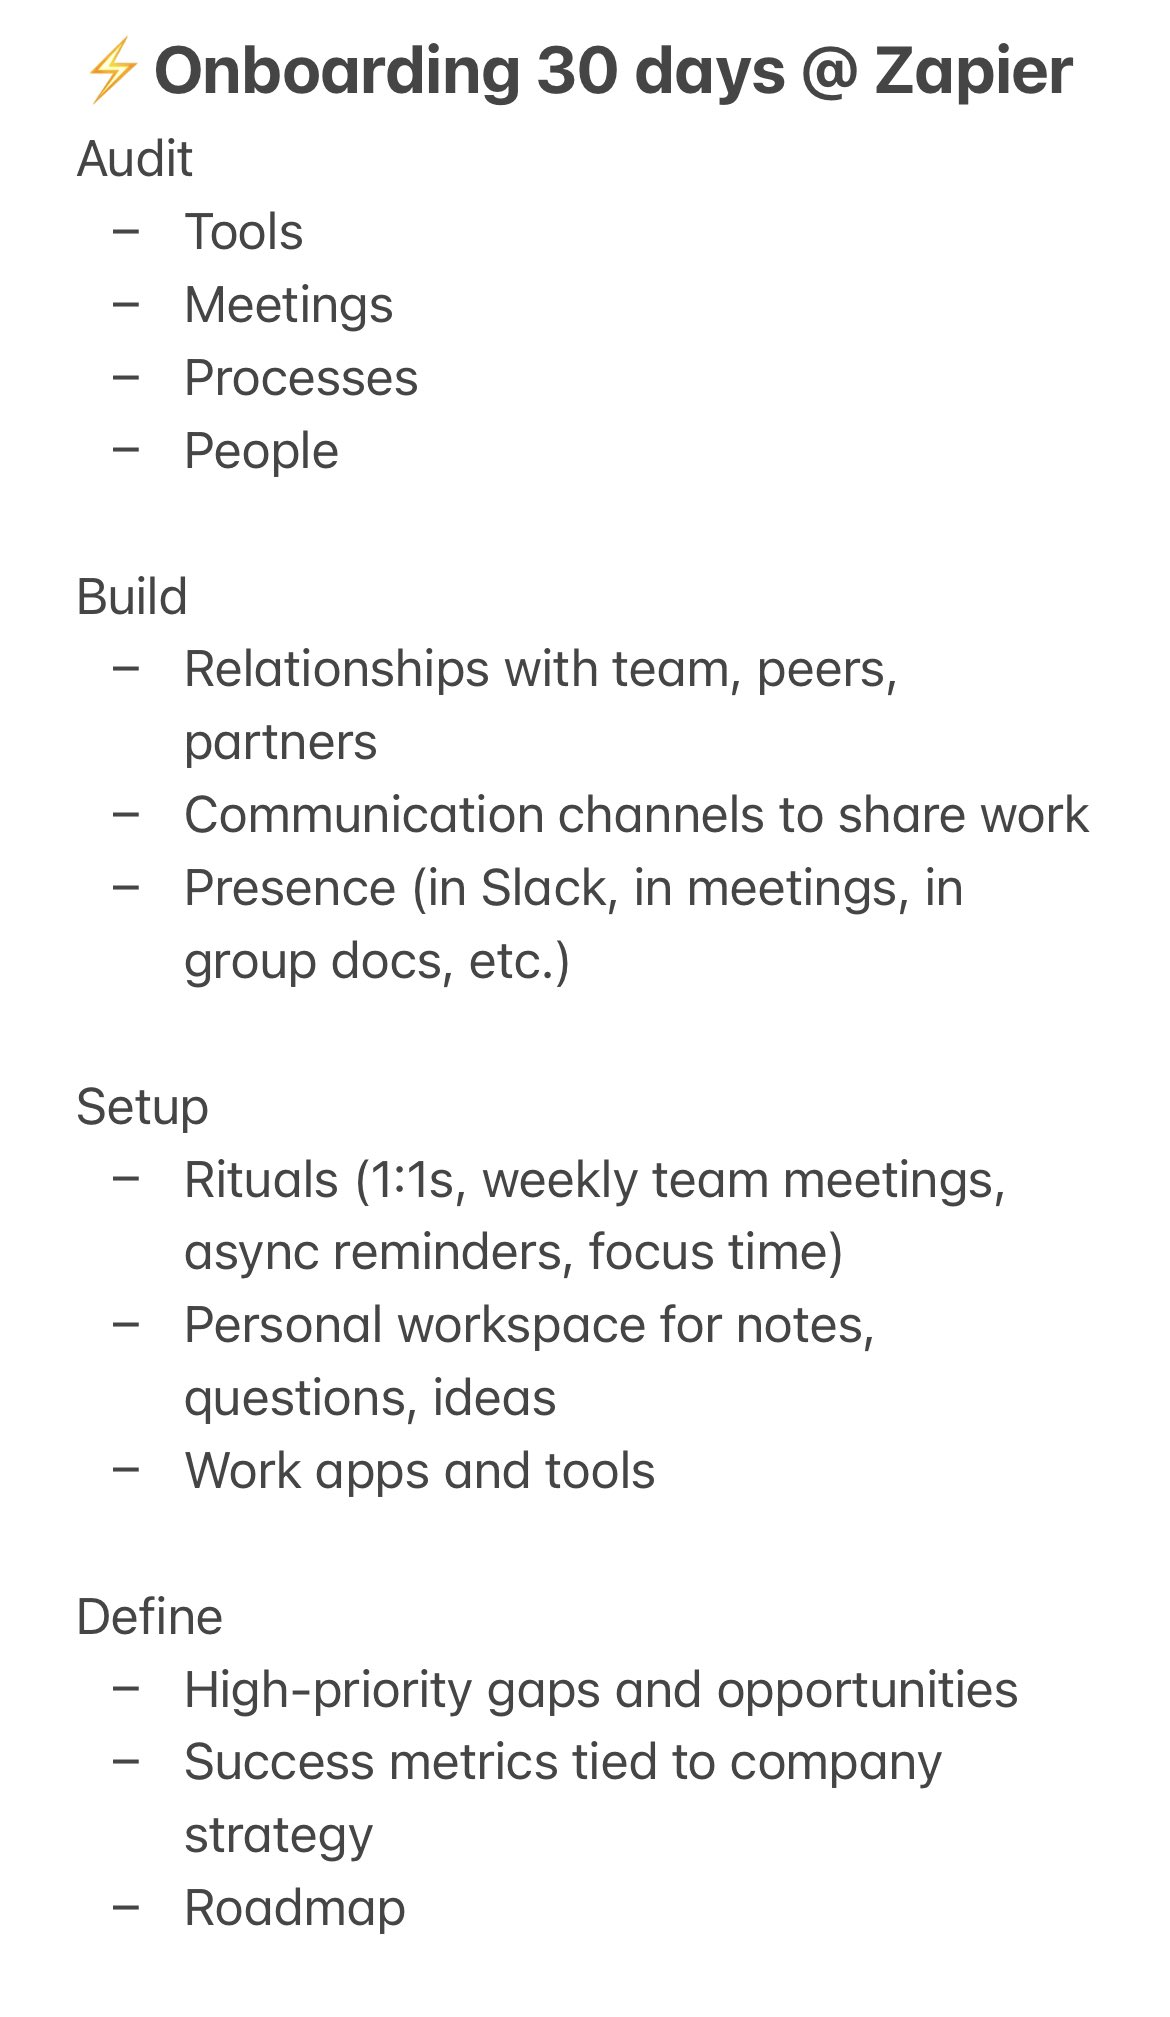 ⚡ Onboarding 30 days @ Zapier
Audit
– Tools
– Meetings
– Processes
– People
Build
– Relationships with team, peers,
partners
– Communication channels to share work
– Presence (in Slack, in meetings, in
group docs, etc.)
Setup
– Rituals (1:1s, weekly team meetings,
async reminders, focus time)
– Personal workspace for notes,
questions, ideas
– Work apps and tools
Define
– High-priority gaps and opportunities
– Success metrics tied to company
strategy
– Roadmap